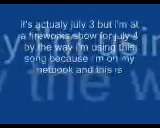 it's actualy july 3 but i'm at
a fireworks show for july 4
by the way i'm using this
song because i'm on my
netbook and this is